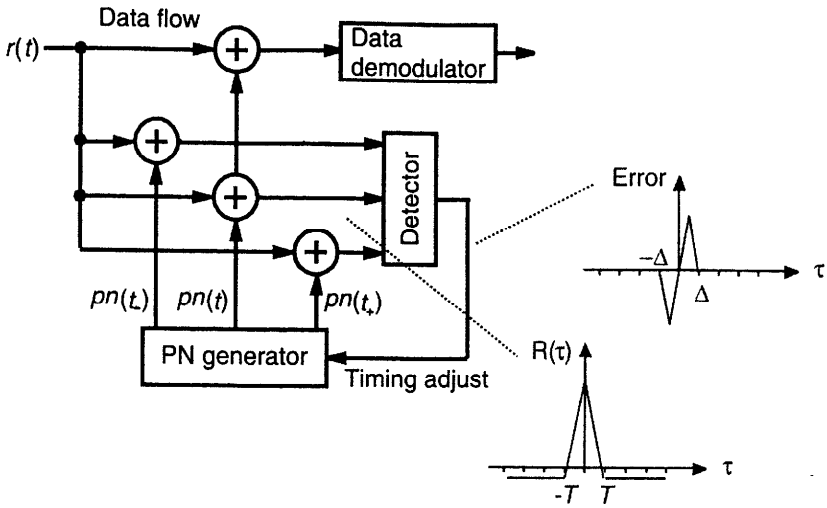 Data flow
r(t)
+
Data
demodulator
+
+
+
Detector
Error
−Δ
Δ
τ
pn(t₋)
pn(t)
pn(t₊)
PN generator
Timing adjust
R(τ)
τ
-T
T